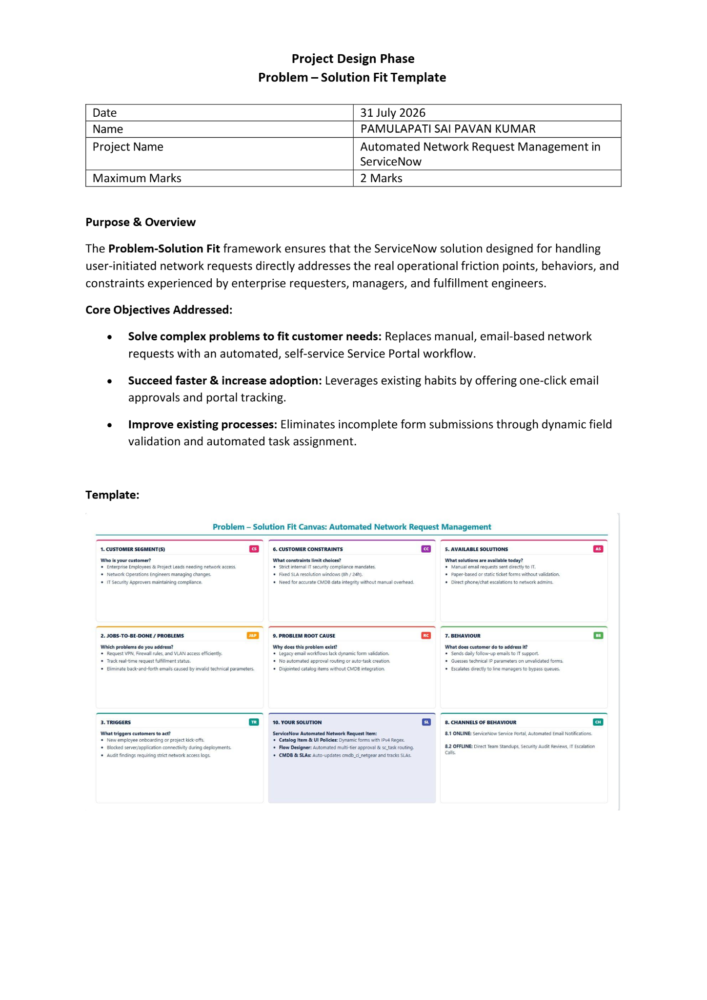 Project Design Phase
Problem – Solution Fit Template
Date
31 July 2026
Name
PAMULAPATI SAI PAVAN KUMAR
Project Name
Automated Network Request Management in
ServiceNow
Maximum Marks
2 Marks
Purpose & Overview
The Problem-Solution Fit framework ensures that the ServiceNow solution designed for handling
user-initiated network requests directly addresses the real operational friction points, behaviors, and
constraints experienced by enterprise requesters, managers, and fulfillment engineers.
Core Objectives Addressed:
• Solve complex problems to fit customer needs: Replaces manual, email-based network
requests with an automated, self-service Service Portal workflow.
• Succeed faster & increase adoption: Leverages existing habits by offering one-click email
approvals and portal tracking.
• Improve existing processes: Eliminates incomplete form submissions through dynamic field
validation and automated task assignment.
Template:
Problem – Solution Fit Canvas: Automated Network Request Management
1. CUSTOMER SEGMENT(S)
CS
Who is your customer?
• Enterprise Employees & Project Leads needing network access.
• Network Operations Engineers managing changes.
• IT Security Approvers maintaining compliance.
6. CUSTOMER CONSTRAINTS
CC
What constraints limit choices?
• Strict internal IT security compliance mandates.
• Fixed SLA resolution windows (8h / 24h).
• Need for accurate CMDB data integrity without manual overhead.
5. AVAILABLE SOLUTIONS
AS
What solutions are available today?
• Manual email requests sent directly to IT.
• Paper-based or static ticket forms without validation.
• Direct phone/chat escalations to network admins.
2. JOBS-TO-BE-DONE / PROBLEMS
J&P
Which problems do you address?
• Request VPN, Firewall rules, and VLAN access efficiently.
• Track real-time request fulfillment status.
• Eliminate back-and-forth emails caused by invalid technical parameters.
9. PROBLEM ROOT CAUSE
RC
Why does this problem exist?
• Legacy email workflows lack dynamic form validation.
• No automated approval routing or auto-task creation.
• Disjointed catalog items without CMDB integration.
7. BEHAVIOUR
BE
What does customer do to address it?
• Sends daily follow-up emails to IT support.
• Guesses technical IP parameters on unvalidated forms.
• Escalates directly to line managers to bypass queues.
3. TRIGGERS
TR
What triggers customers to act?
• New employee onboarding or project kick-offs.
• Blocked server/application connectivity during deployments.
• Audit findings requiring strict network access logs.
10. YOUR SOLUTION
SL
ServiceNow Automated Network Request Item:
• Catalog Item & UI Policies: Dynamic forms with IPv4 Regex.
• Flow Designer: Automated multi-tier approval & sc_task routing.
• CMDB & SLAs: Auto-updates cmdb_ci_netgear and tracks SLAs.
8. CHANNELS OF BEHAVIOUR
CH
8.1 ONLINE: ServiceNow Service Portal, Automated Email Notifications.
8.2 OFFLINE: Direct Team Standups, Security Audit Reviews, IT Escalation
Calls.